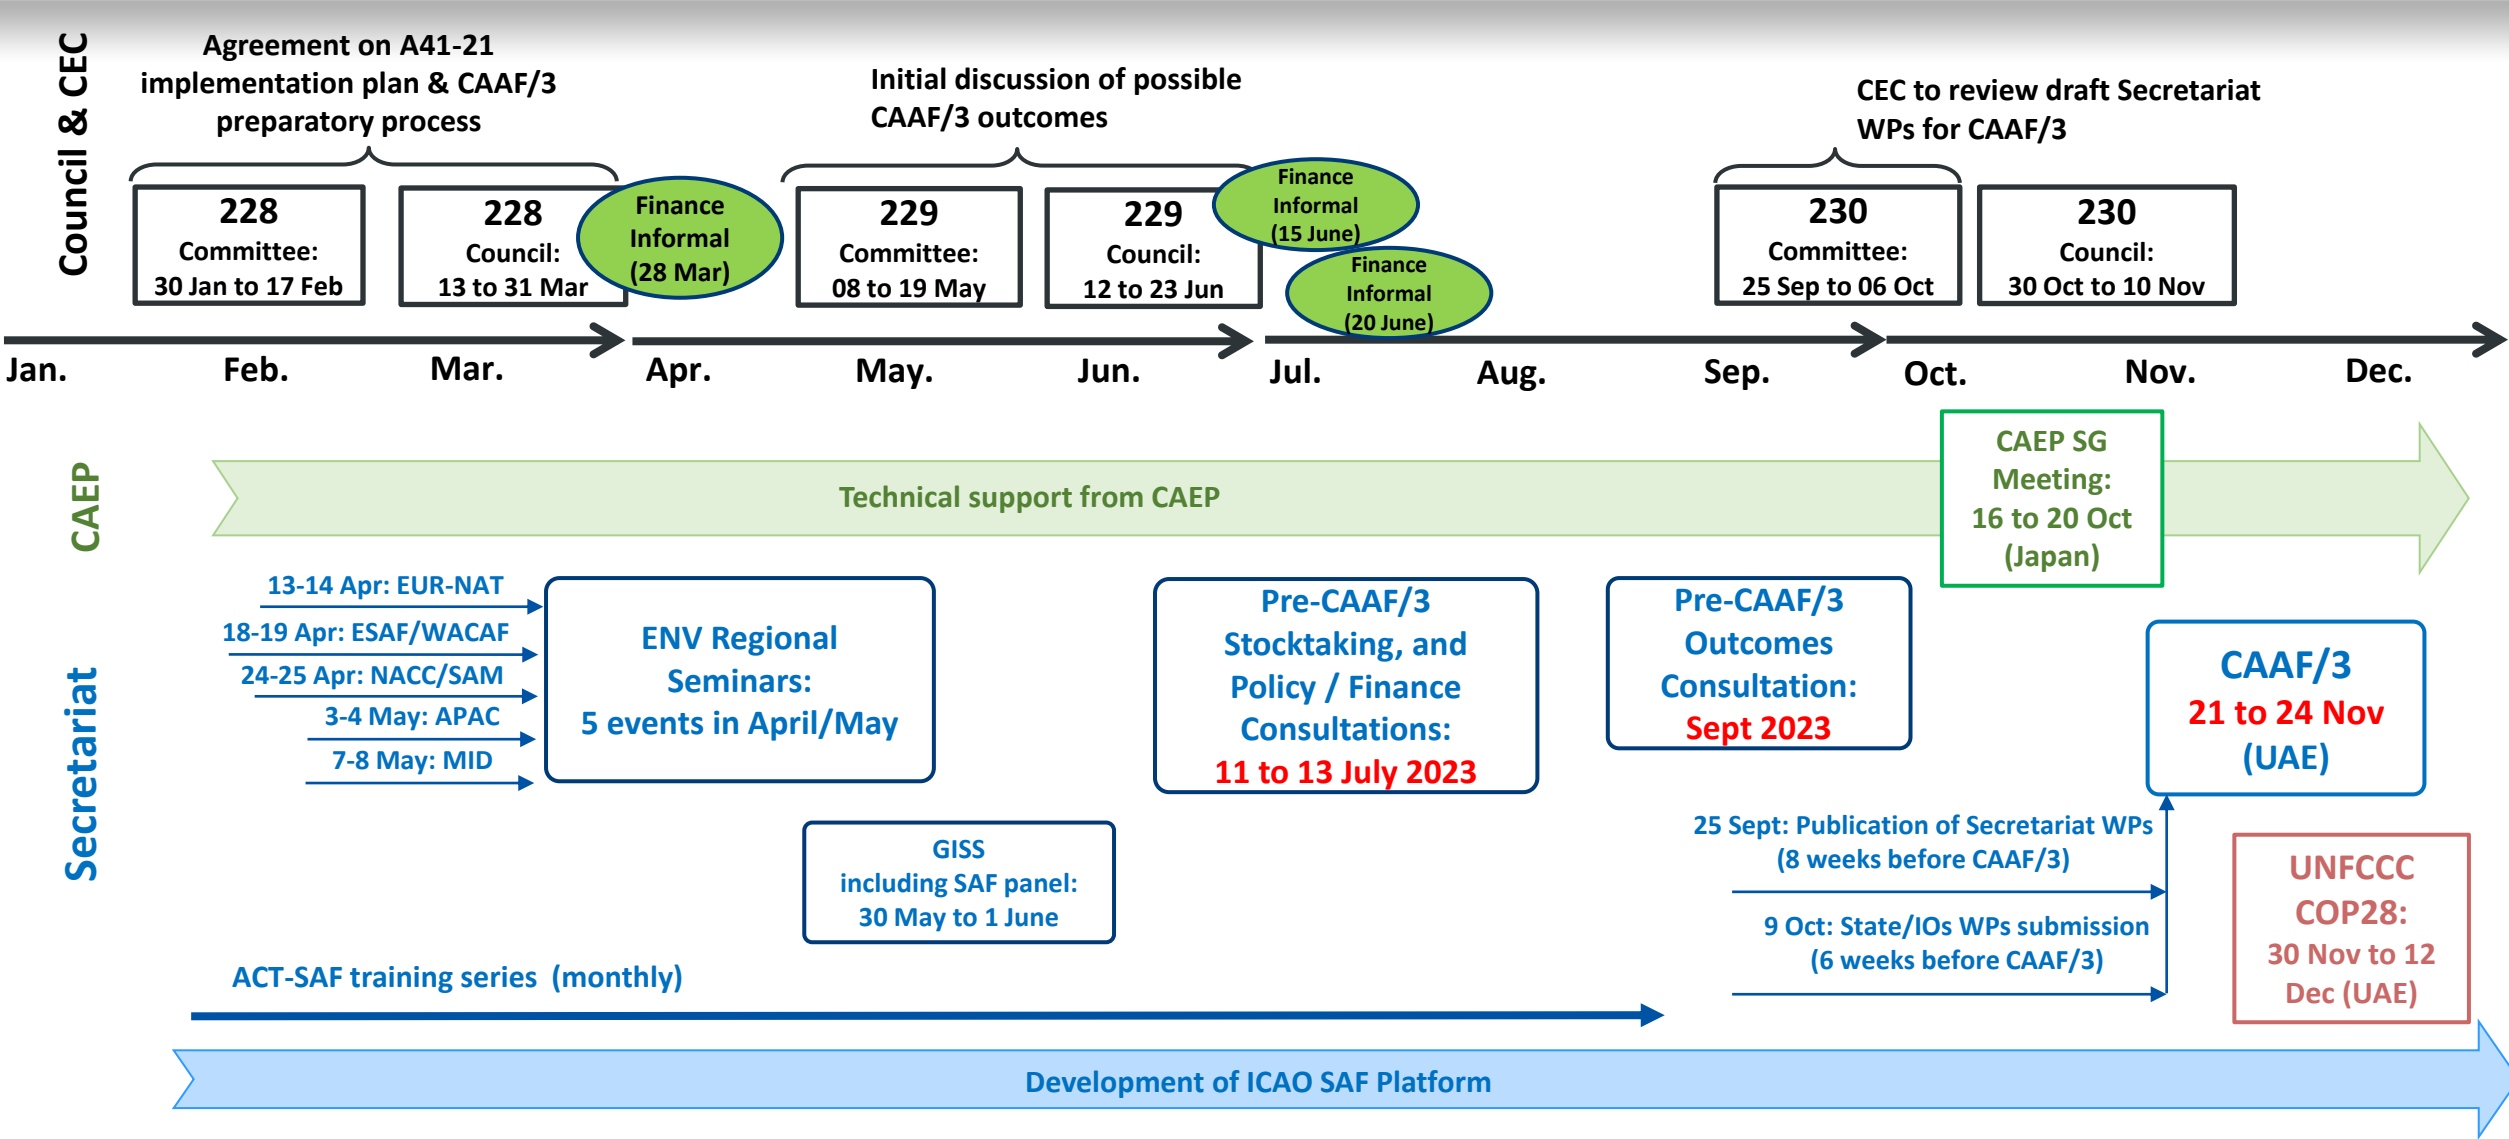 Council & CEC
Agreement on A41-21
implementation plan & CAAF/3
preparatory process
Initial discussion of possible
CAAF/3 outcomes
CEC to review draft Secretariat
WPs for CAAF/3
228
Committee:
30 Jan to 17 Feb
228
Council:
13 to 31 Mar
Finance
Informal
(28 Mar)
229
Committee:
08 to 19 May
229
Council:
12 to 23 Jun
Finance
Informal
(15 June)
Finance
Informal
(20 June)
230
Committee:
25 Sep to 06 Oct
230
Council:
30 Oct to 10 Nov
Jan.
Feb.
Mar.
Apr.
May.
Jun.
Jul.
Aug.
Sep.
Oct.
Nov.
Dec.
CAEP
Technical support from CAEP
CAEP SG
Meeting:
16 to 20 Oct
(Japan)
Secretariat
13-14 Apr: EUR-NAT
18-19 Apr: ESAF/WACAF
24-25 Apr: NACC/SAM
3-4 May: APAC
7-8 May: MID
ENV Regional
Seminars:
5 events in April/May
Pre-CAAF/3
Stocktaking, and
Policy / Finance
Consultations:
11 to 13 July 2023
Pre-CAAF/3
Outcomes
Consultation:
Sept 2023
CAAF/3
21 to 24 Nov
(UAE)
GISS
including SAF panel:
30 May to 1 June
25 Sept: Publication of Secretariat WPs
(8 weeks before CAAF/3)
9 Oct: State/IOs WPs submission
(6 weeks before CAAF/3)
UNFCCC
COP28:
30 Nov to 12
Dec (UAE)
ACT-SAF training series (monthly)
Development of ICAO SAF Platform